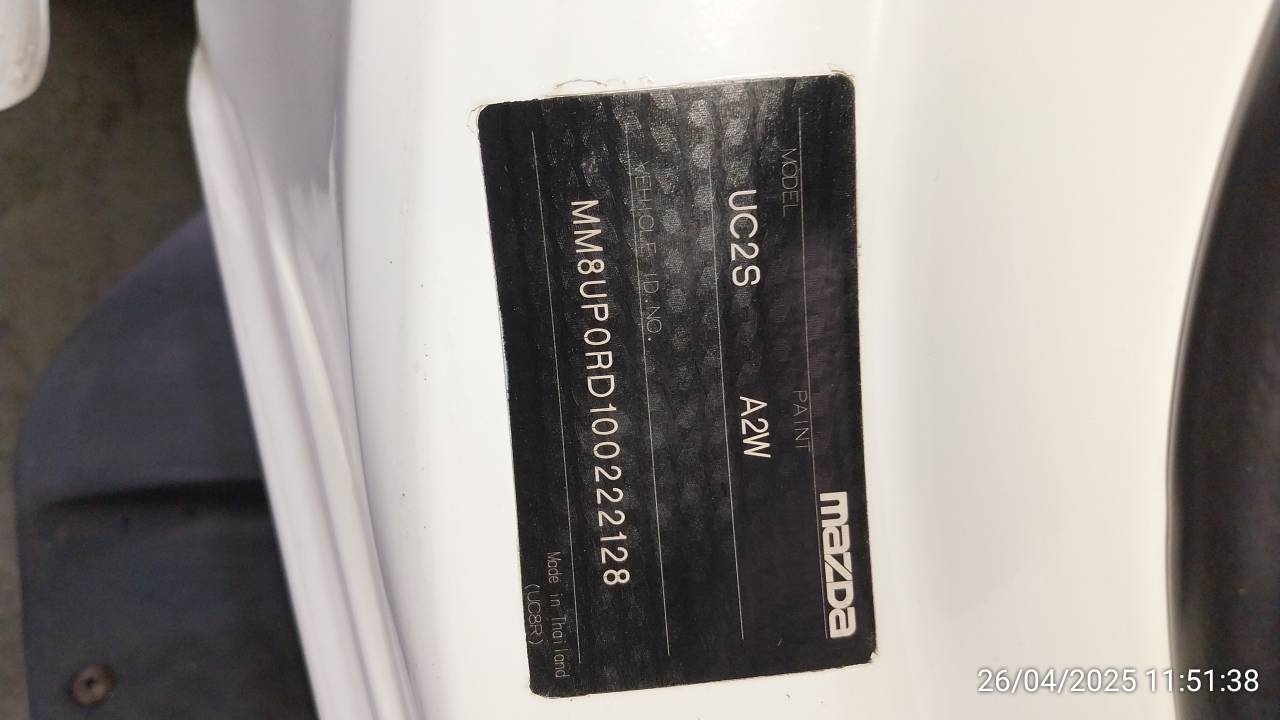 mazda
MODEL PAINT
UC2S A2W
VEHICLE I.D.NO.
MM8UP0RD100222128
Made in Thailand
(UC8R)
26/04/2025 11:51:38